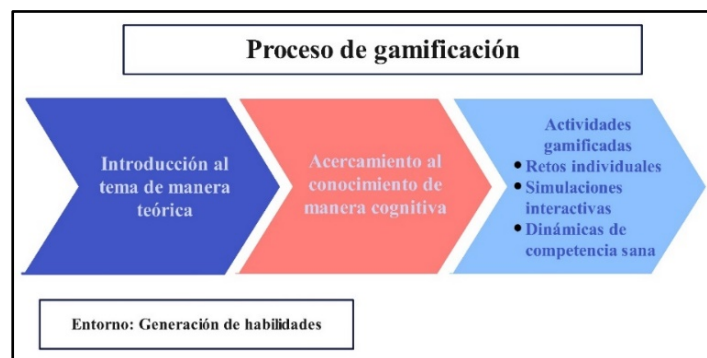 Proceso de gamificación
Introducción al
tema de manera
teórica
Acercamiento al
conocimiento de
manera cognitiva
Actividades
gamificadas
• Retos individuales
• Simulaciones
interactivas
• Dinámicas de
competencia sana
Entorno: Generación de habilidades